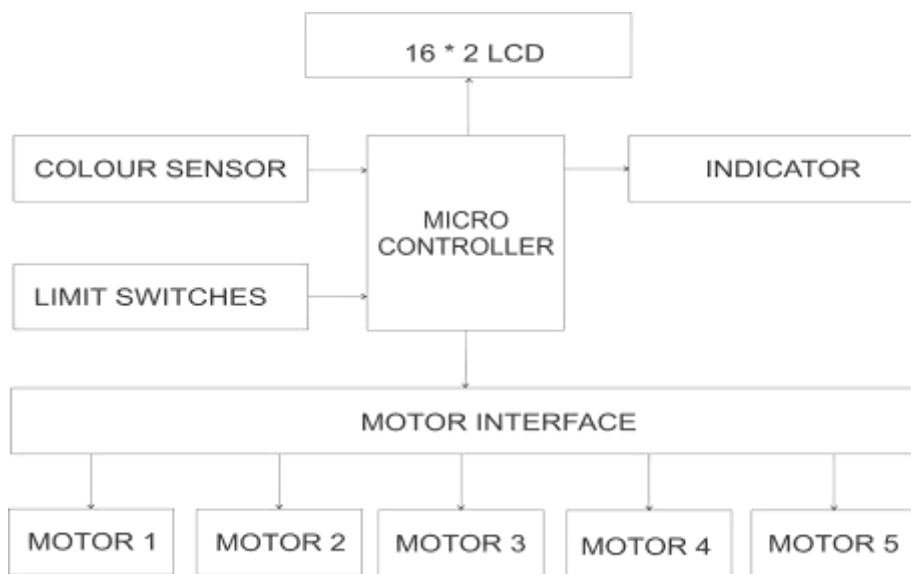 16 * 2 LCD
COLOUR SENSOR
INDICATOR
MICRO
CONTROLLER
LIMIT SWITCHES
MOTOR INTERFACE
MOTOR 1
MOTOR 2
MOTOR 3
MOTOR 4
MOTOR 5